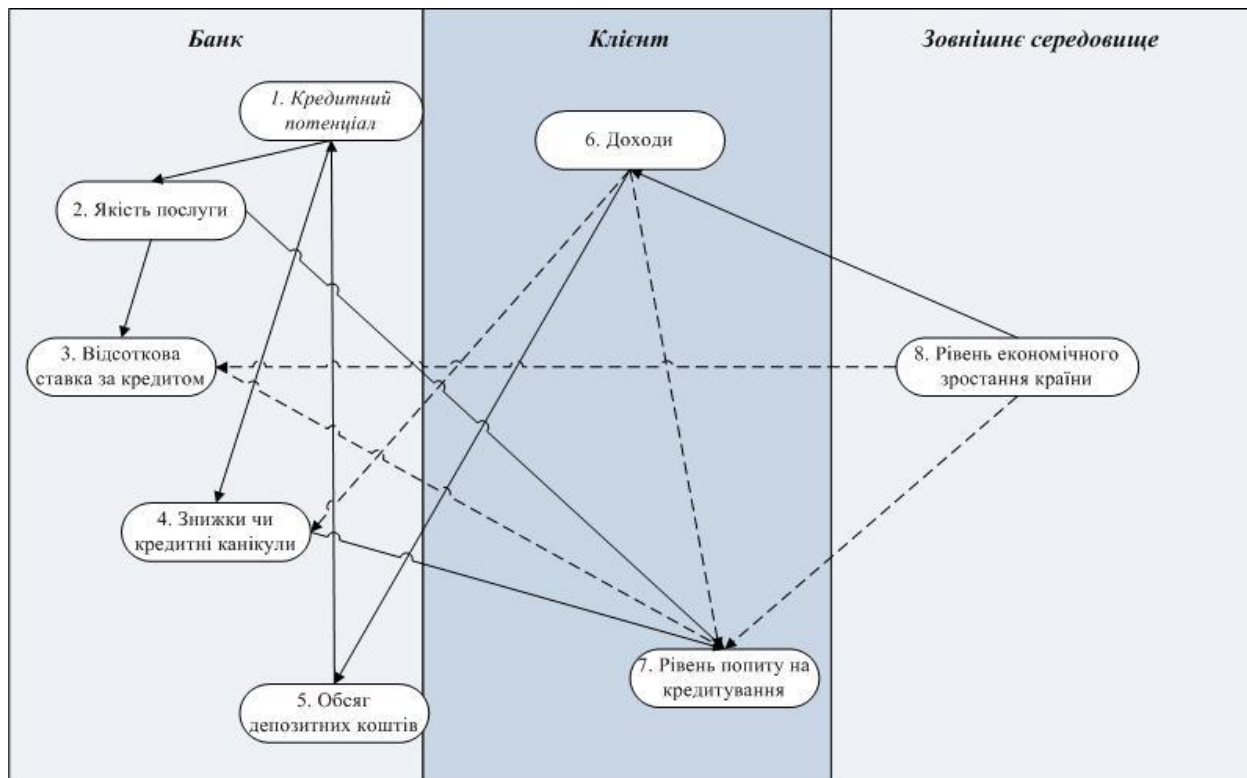 Банк
Клієнт
Зовнішнє середовище
1. Кредитний
потенціал
6. Доходи
2. Якість послуги
3. Відсоткова
ставка за кредитом
8. Рівень економічного
зростання країни
4. Знижки чи
кредитні канікули
7. Рівень попиту на
кредитування
5. Обсяг
депозитних коштів